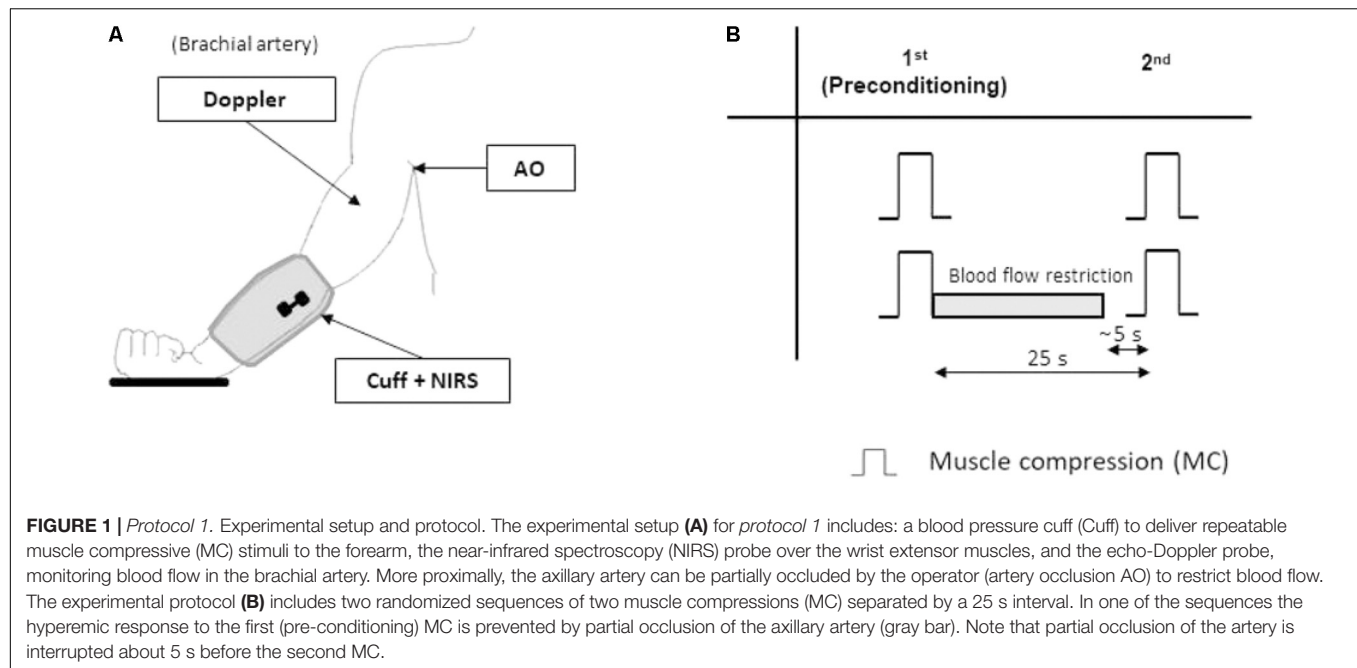 A
(Brachial artery)
Doppler
AO
Cuff + NIRS
B
1st
(Preconditioning)
2nd
Blood flow restriction
~5 s
25 s
Muscle compression (MC)
FIGURE 1 | Protocol 1. Experimental setup and protocol. The experimental setup (A) for protocol 1 includes: a blood pressure cuff (Cuff) to deliver repeatable
muscle compressive (MC) stimuli to the forearm, the near-infrared spectroscopy (NIRS) probe over the wrist extensor muscles, and the echo-Doppler probe,
monitoring blood flow in the brachial artery. More proximally, the axillary artery can be partially occluded by the operator (artery occlusion AO) to restrict blood flow.
The experimental protocol (B) includes two randomized sequences of two muscle compressions (MC) separated by a 25 s interval. In one of the sequences the
hyperemic response to the first (pre-conditioning) MC is prevented by partial occlusion of the axillary artery (gray bar). Note that partial occlusion of the artery is
interrupted about 5 s before the second MC.